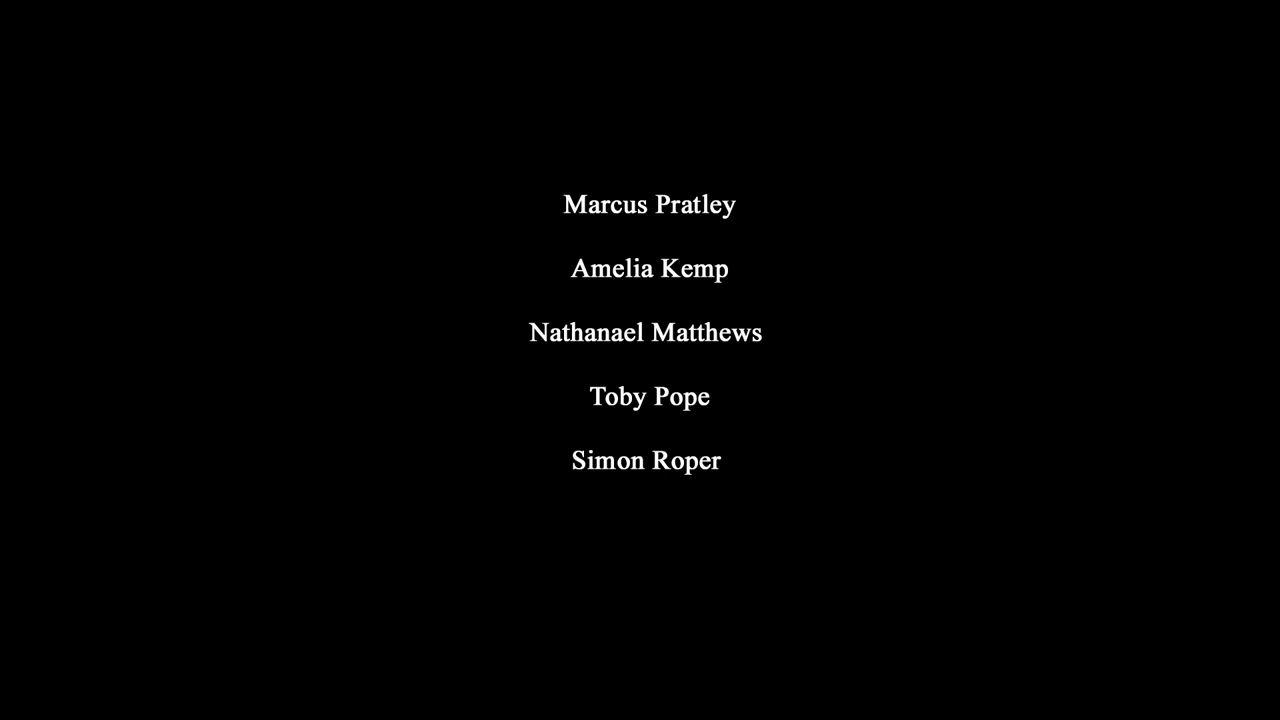 Marcus Pratley
Amelia Kemp
Nathanael Matthews
Toby Pope
Simon Roper